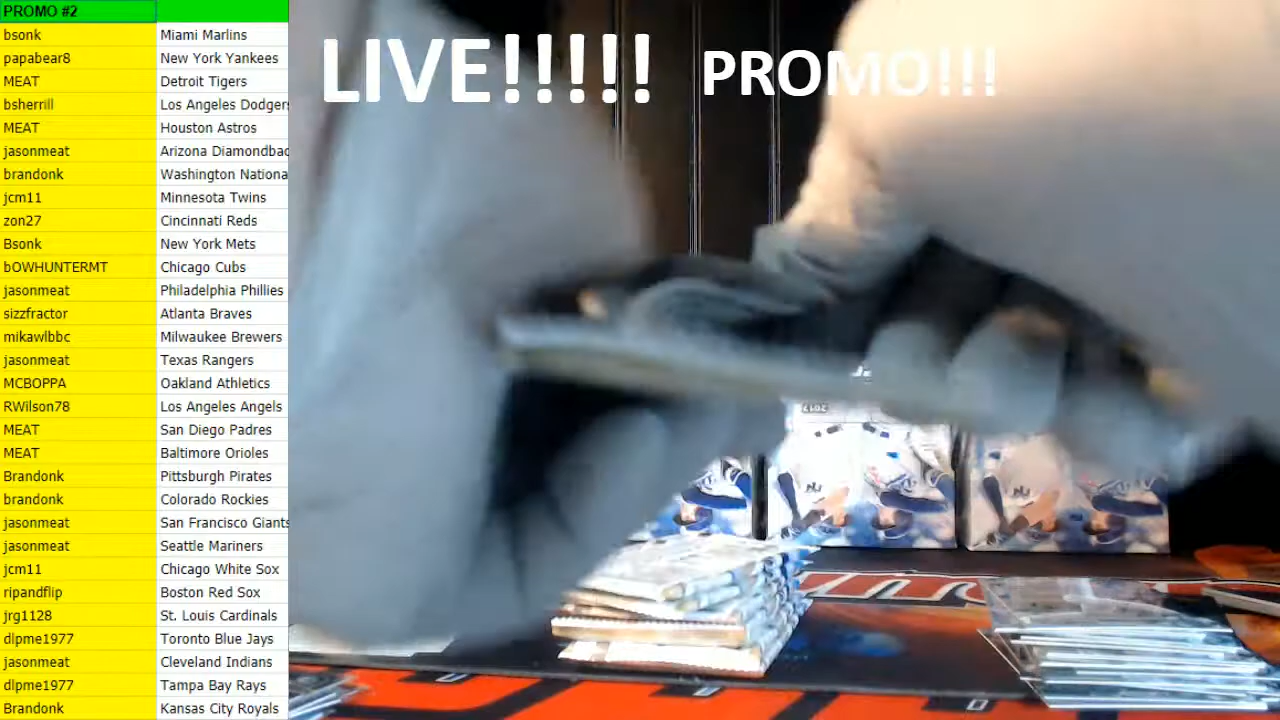 PROMO #2
bsonk Miami Marlins
papabear8 New York Yankees
MEAT Detroit Tigers
bsherrill Los Angeles Dodgers
MEAT Houston Astros
jasonmeat Arizona Diamondbac
brandonk Washington Nationa
jcm11 Minnesota Twins
zon27 Cincinnati Reds
Bsonk New York Mets
bOWHUNTERMT Chicago Cubs
jasonmeat Philadelphia Phillies
sizzfractor Atlanta Braves
mikawlbbc Milwaukee Brewers
jasonmeat Texas Rangers
MCBOPPA Oakland Athletics
RWilson78 Los Angeles Angels
MEAT San Diego Padres
MEAT Baltimore Orioles
Brandonk Pittsburgh Pirates
brandonk Colorado Rockies
jasonmeat San Francisco Giants
jasonmeat Seattle Mariners
jcm11 Chicago White Sox
ripandflip Boston Red Sox
jrg1128 St. Louis Cardinals
dlpme1977 Toronto Blue Jays
jasonmeat Cleveland Indians
dlpme1977 Tampa Bay Rays
Brandonk Kansas City Royals
LIVE!!!!! PROMO!!!
2017